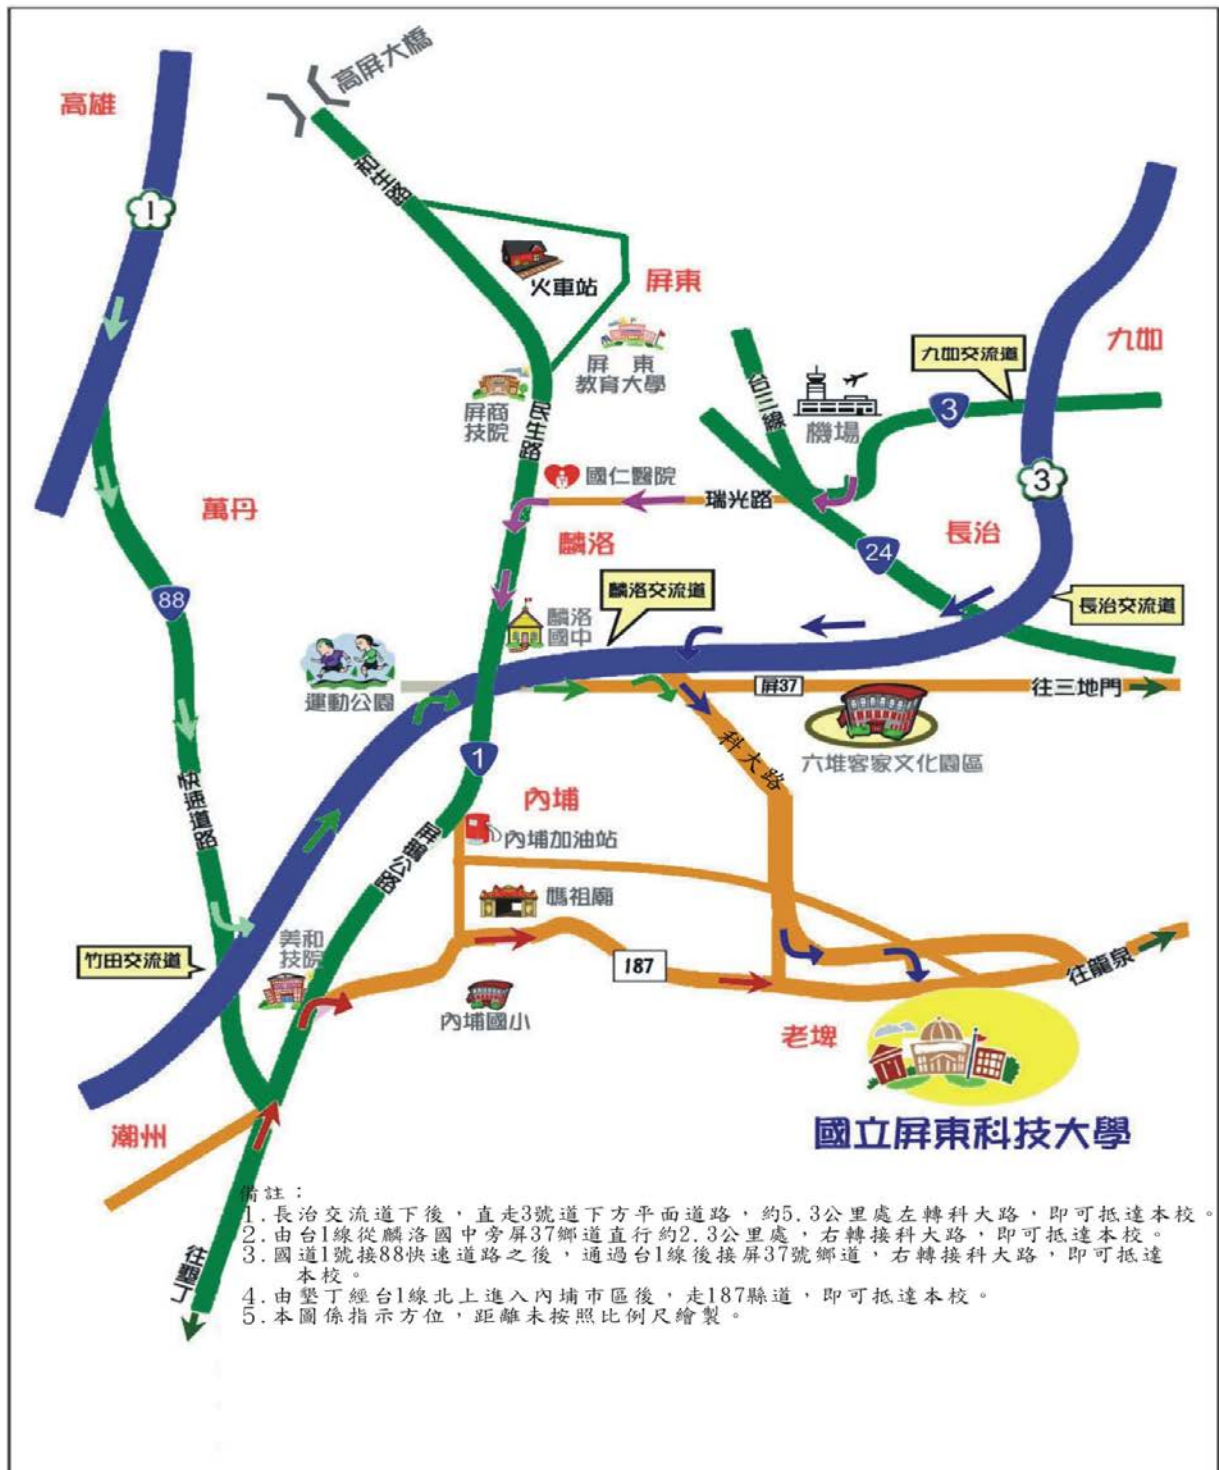 高屏大橋
高雄
1
和生路
火車站
屏東
九如
屏東
教育大學
屏商
技院
民生路
台三線
機場
九如交流道
3
3
國仁醫院
瑞光路
萬丹
麟洛
24
長治
88
麟洛
國中
麟洛交流道
長治交流道
運動公園
屏37
往三地門
六堆客家文化園區
科大路
1
內埔
內埔加油站
快速道路
屏鵝公路
媽祖廟
美和
技院
竹田交流道
187
往龍泉
內埔國小
老埤
國立屏東科技大學
潮州
往墾丁
備註:
1.長治交流道下後,直走3號道下方平面道路,約5.3公里處左轉科大路,即可抵達本校。
2.由台1線從麟洛國中旁屏37鄉道直行約2.3公里處,右轉接科大路,即可抵達本校。
3.國道1號接88快速道路之後,通過台1線後接屏37號鄉道,右轉接科大路,即可抵達
本校。
4.由墾丁經台1線北上進入內埔市區後,走187縣道,即可抵達本校。
5.本圖係指示方位,距離未按照比例尺繪製。